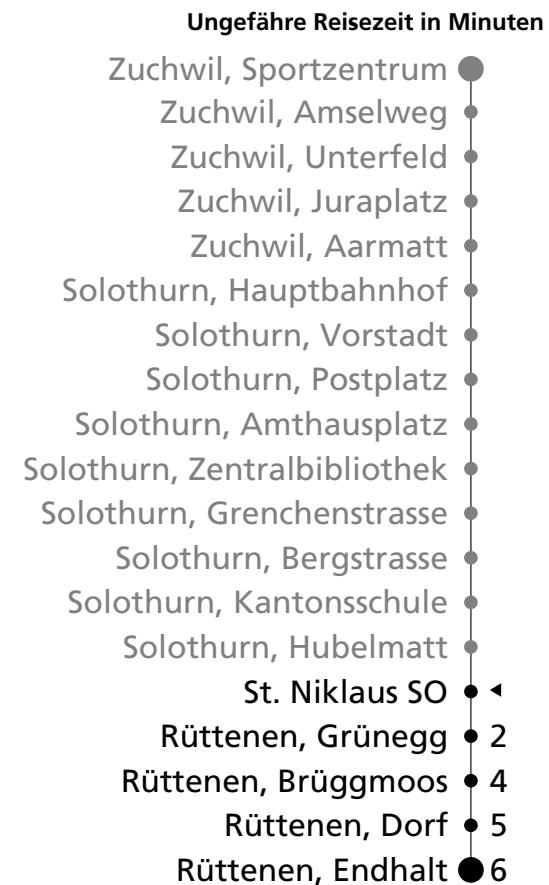 Ungefähre Reisezeit in Minuten
Zuchwil, Sportzentrum
Zuchwil, Amselweg
Zuchwil, Unterfeld
Zuchwil, Juraplatz
Zuchwil, Aarmatt
Solothurn, Hauptbahnhof
Solothurn, Vorstadt
Solothurn, Postplatz
Solothurn, Amthausplatz
Solothurn, Zentralbibliothek
Solothurn, Grenchenstrasse
Solothurn, Bergstrasse
Solothurn, Kantonsschule
Solothurn, Hubelmatt
St. Niklaus SO
Rüttenen, Grünegg 2
Rüttenen, Brüggmoos 4
Rüttenen, Dorf 5
Rüttenen, Endhalt 6